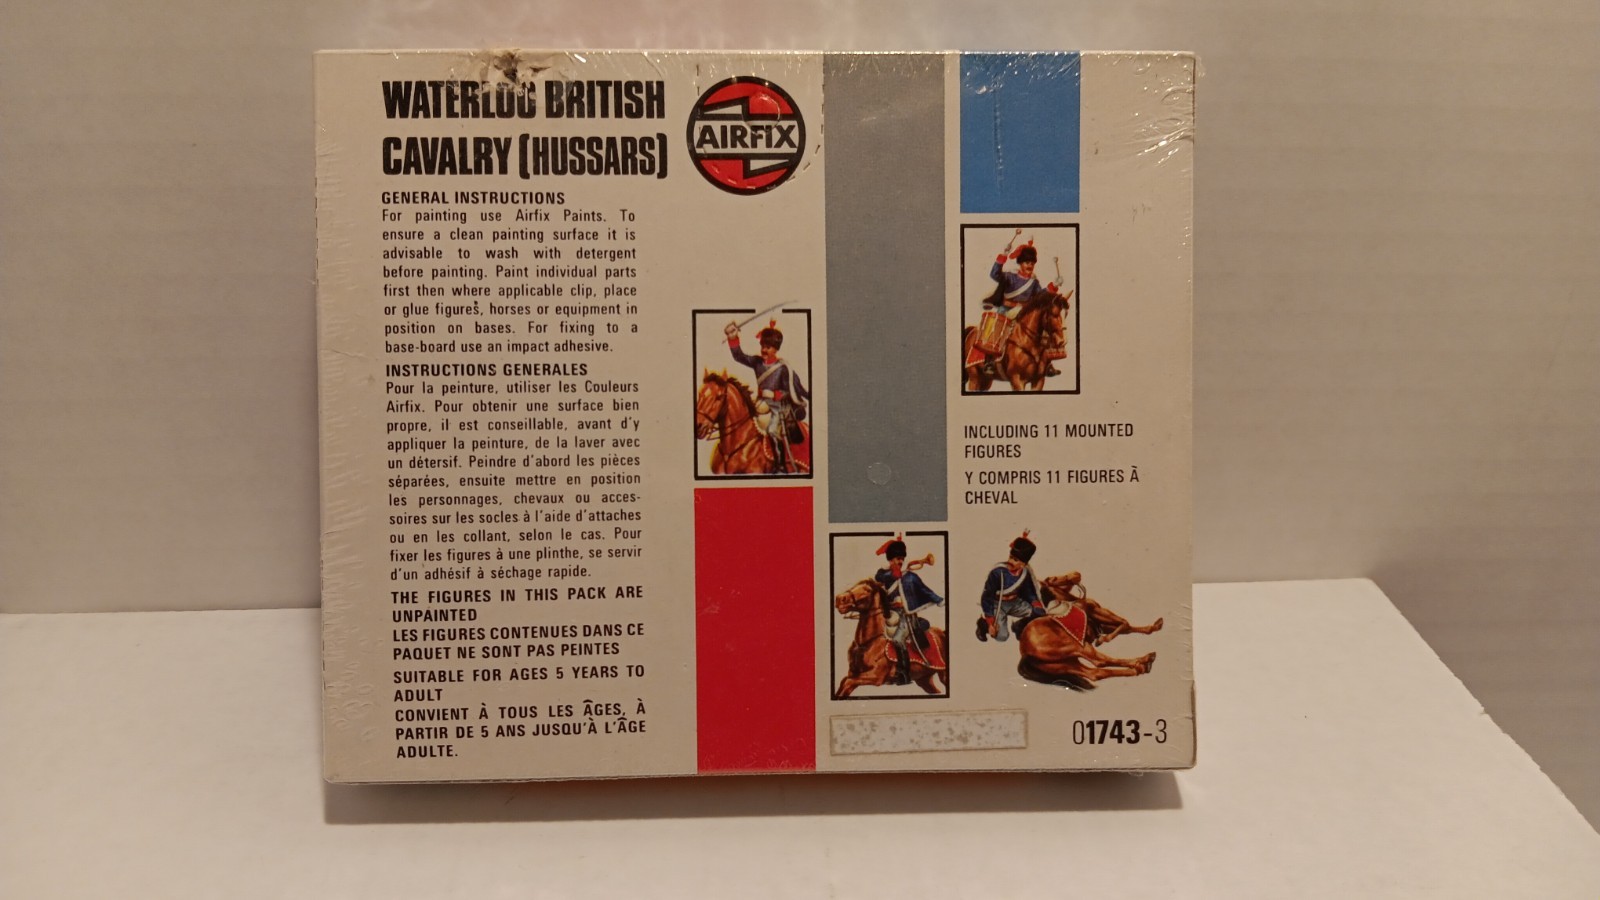 WATERLOO BRITISH
CAVALRY (HUSSARS)
AIRFIX
GENERAL INSTRUCTIONS
For painting use Airfix Paints. To
ensure a clean painting surface it is
advisable to wash with detergent
before painting. Paint individual parts
first then where applicable clip, place
or glue figures, horses or equipment in
position on bases. For fixing to a
base-board use an impact adhesive.
INSTRUCTIONS GENERALES
Pour la peinture, utiliser les Couleurs
Airfix. Pour obtenir une surface bien
propre, il est conseillable, avant d'y
appliquer la peinture, de la laver avec
un détersif. Peindre d'abord les pièces
séparées, ensuite mettre en position
les personnages, chevaux ou acces-
soires sur les socles à l'aide d'attaches
ou en les collant, selon le cas. Pour
fixer les figures à une plinthe, se servir
d'un adhésif à séchage rapide.
THE FIGURES IN THIS PACK ARE
UNPAINTED
LES FIGURES CONTENUES DANS CE
PAQUET NE SONT PAS PEINTES
SUITABLE FOR AGES 5 YEARS TO
ADULT
CONVIENT À TOUS LES ÂGES, À
PARTIR DE 5 ANS JUSQU'À L'ÂGE
ADULTE.
INCLUDING 11 MOUNTED
FIGURES
Y COMPRIS 11 FIGURES À
CHEVAL
01743-3